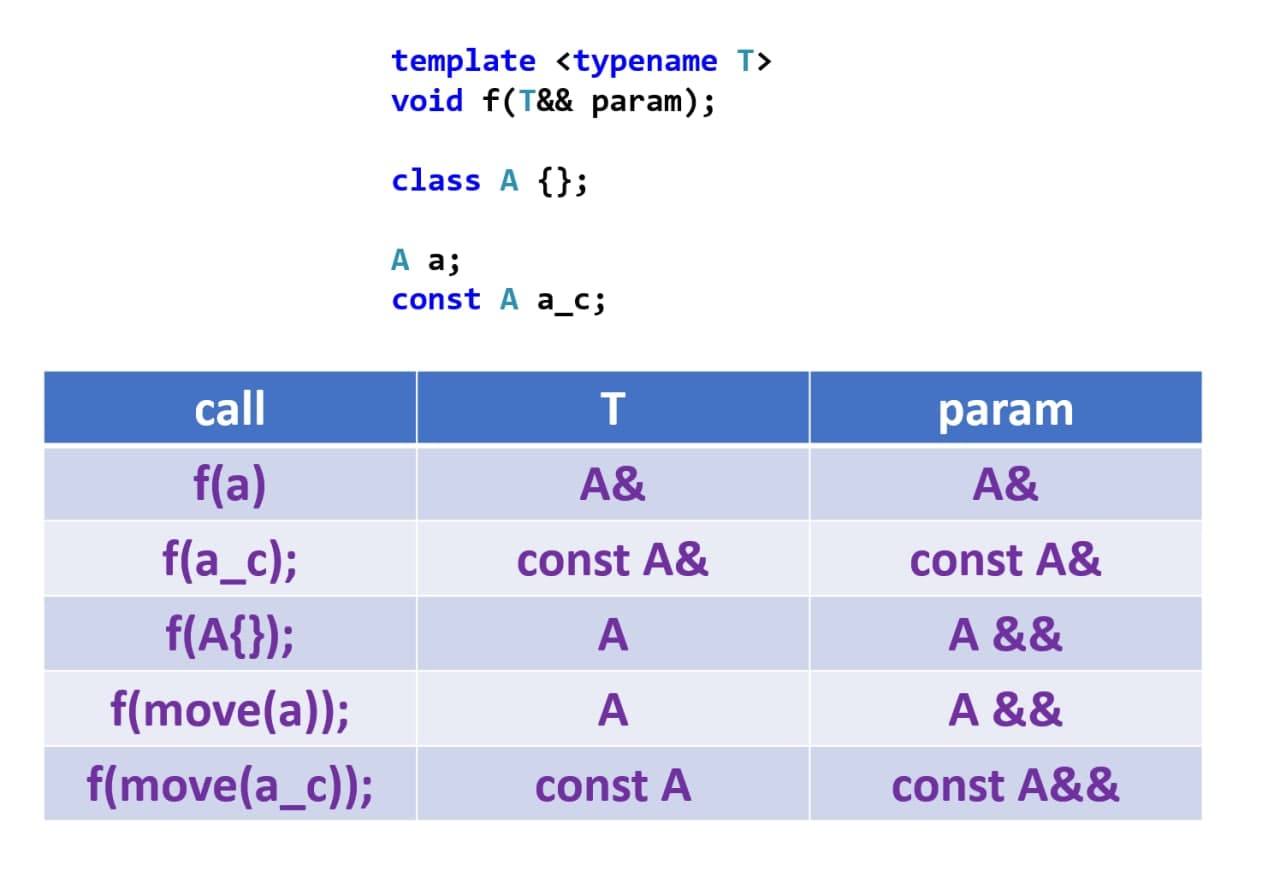 template <typename T>
void f(T&& param);
class A {};
A a;
const A a_c;
call T param
f(a) A& A&
f(a_c); const A& const A&
f(A{}); A A &&
f(move(a)); A A &&
f(move(a_c)); const A const A&&